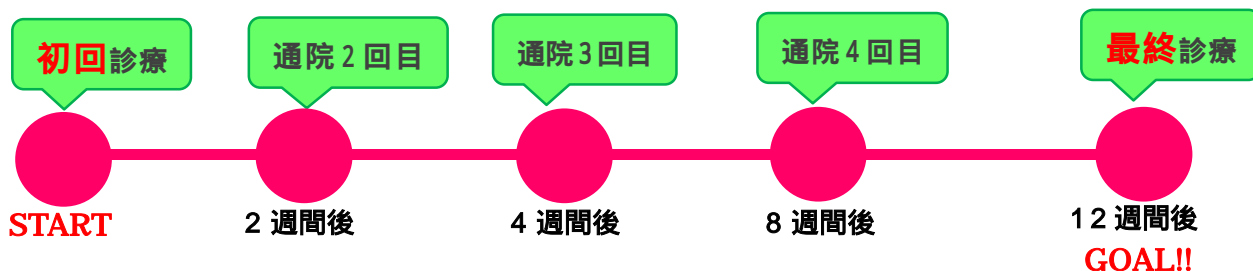 初回診療
通院2回目
通院3回目
通院4回目
最終診療
START
2週間後
4週間後
8週間後
12週間後
GOAL!!